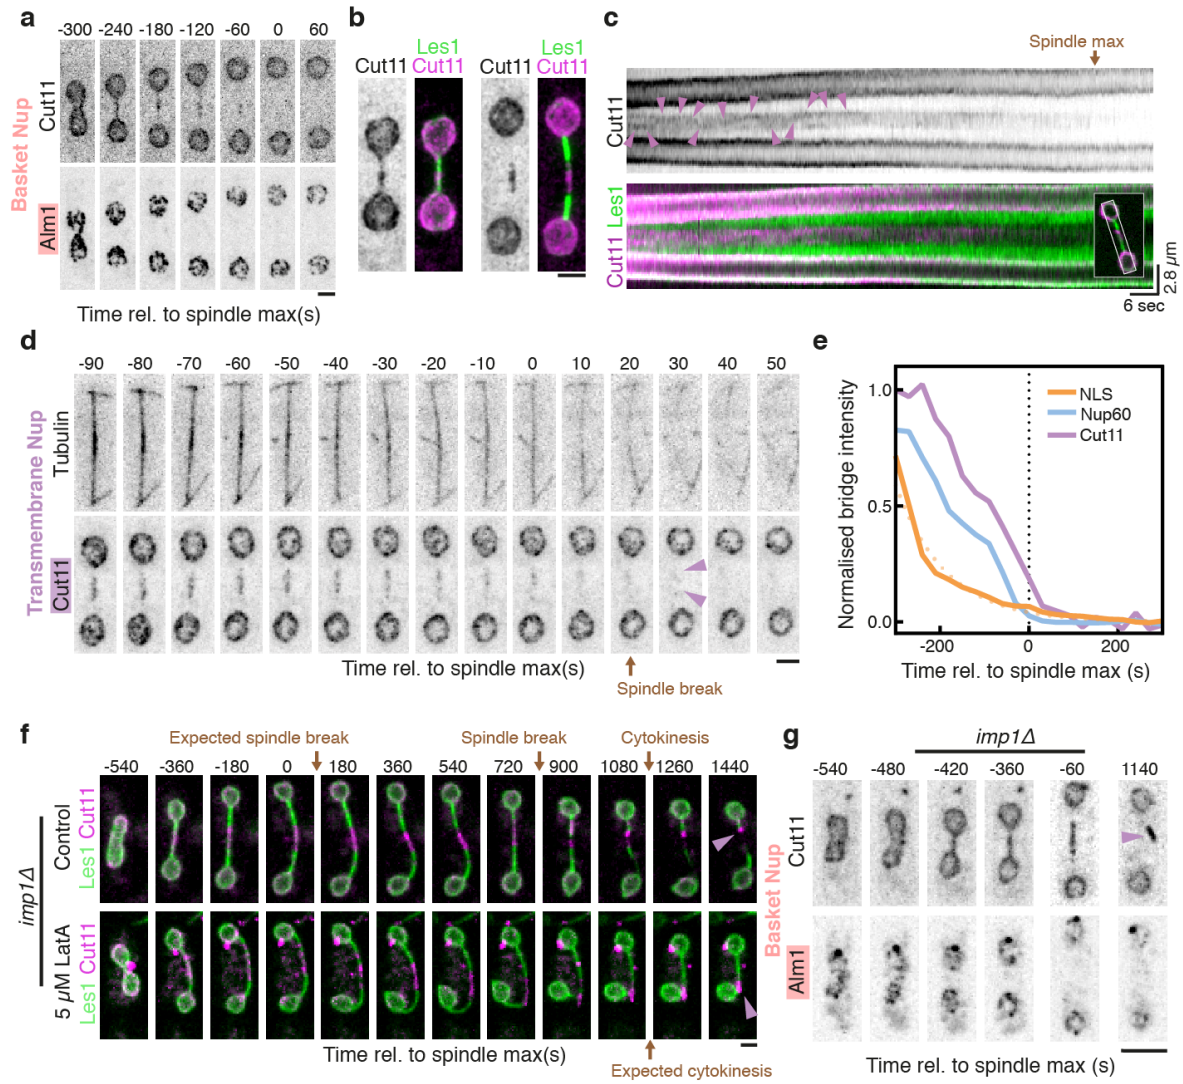 a
-300 -240 -180 -120 -60 0 60
Basket Nup
Cut11
Alm1
Time rel. to spindle max(s)
b
Les1
Cut11 Cut11
Les1
Cut11 Cut11
c
Spindle max
Cut11
Cut11 Les1
2.8 µm
6 sec
d
-90 -80 -70 -60 -50 -40 -30 -20 -10 0 10 20 30 40 50
Transmembrane Nup
Tubulin
Cut11
Time rel. to spindle max(s)
Spindle break
e
Normalised bridge intensity
1.0
0.5
0.0
NLS
Nup60
Cut11
-200 0 200
Time rel. to spindle max (s)
f
Expected spindle break
Spindle break
Cytokinesis
-540 -360 -180 0 180 360 540 720 900 1080 1260 1440
imp1Δ
Control
Les1 Cut11
5 µM LatA
Les1 Cut11
Time rel. to spindle max(s)
Expected cytokinesis
g
imp1Δ
-540 -480 -420 -360 -60 1140
Basket Nup
Cut11
Alm1
Time rel. to spindle max (s)